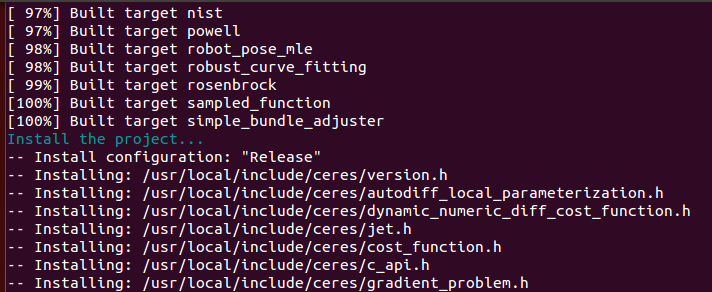 [ 97%] Built target nist
[ 97%] Built target powell
[ 98%] Built target robot_pose_mle
[ 98%] Built target robust_curve_fitting
[ 99%] Built target rosenbrock
[100%] Built target sampled_function
[100%] Built target simple_bundle_adjuster
Install the project...
-- Install configuration: "Release"
-- Installing: /usr/local/include/ceres/version.h
-- Installing: /usr/local/include/ceres/autodiff_local_parameterization.h
-- Installing: /usr/local/include/ceres/dynamic_numeric_diff_cost_function.h
-- Installing: /usr/local/include/ceres/jet.h
-- Installing: /usr/local/include/ceres/cost_function.h
-- Installing: /usr/local/include/ceres/c_api.h
-- Installing: /usr/local/include/ceres/gradient_problem.h